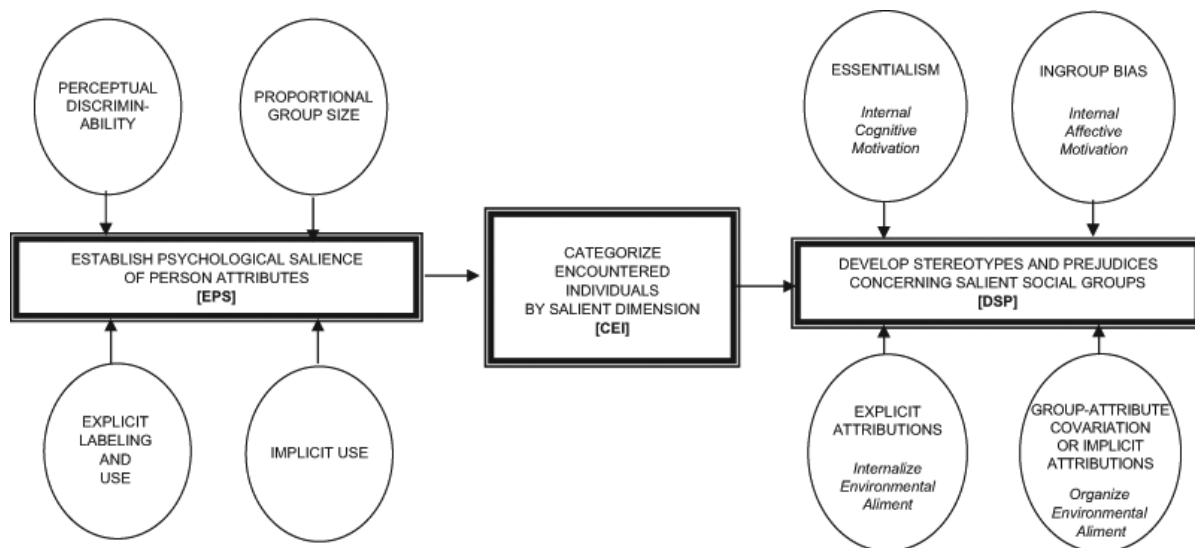 PERCEPTUAL
DISCRIMIN-
ABILITY
PROPORTIONAL
GROUP SIZE
ESSENTIALISM
Internal
Cognitive
Motivation
INGROUP BIAS
Internal
Affective
Motivation
ESTABLISH PSYCHOLOGICAL SALIENCE
OF PERSON ATTRIBUTES
[EPS]
CATEGORIZE
ENCOUNTERED
INDIVIDUALS
BY SALIENT DIMENSION
[CEI]
DEVELOP STEREOTYPES AND PREJUDICES
CONCERNING SALIENT SOCIAL GROUPS
[DSP]
EXPLICIT
LABELING
AND
USE
IMPLICIT USE
EXPLICIT
ATTRIBUTIONS
Internalize
Environmental
Aliment
GROUP-ATTRIBUTE
COVARIATION
OR IMPLICIT
ATTRIBUTIONS
Organize
Environmental
Aliment